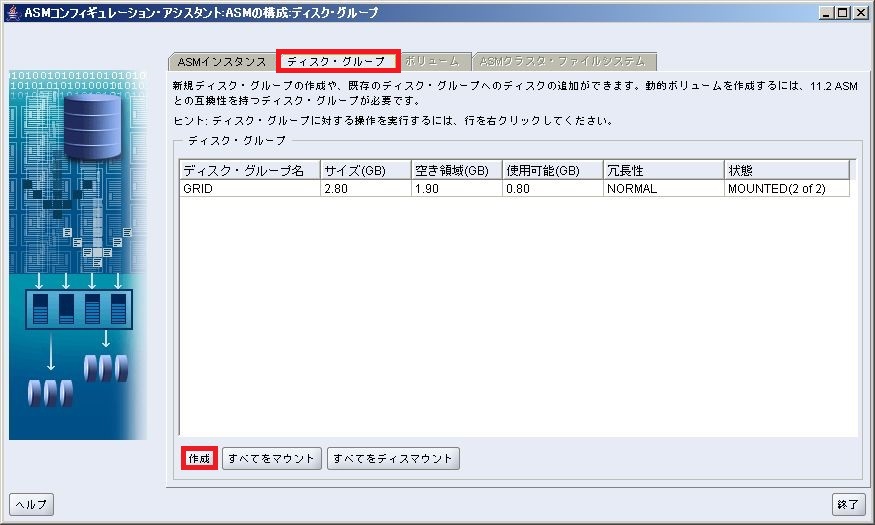 ASMコンフィギュレーション・アシスタント:ASMの構成:ディスク・グループ
ASMインスタンス
ディスク・グループ
ボリューム
ASMクラスタ・ファイルシステム
新規ディスク・グループの作成や、既存のディスク・グループへのディスクの追加ができます。動的ボリュームを作成するには、11.2 ASM
との互換性を持つディスク・グループが必要です。
ヒント: ディスク・グループに対する操作を実行するには、行を右クリックしてください。
ディスク・グループ
ディスク・グループ名 サイズ(GB) 空き領域(GB) 使用可能(GB) 冗長性 状態
GRID 2.80 1.90 0.80 NORMAL MOUNTED(2 of 2)
作成 すべてをマウント すべてをディスマウント
ヘルプ 終了